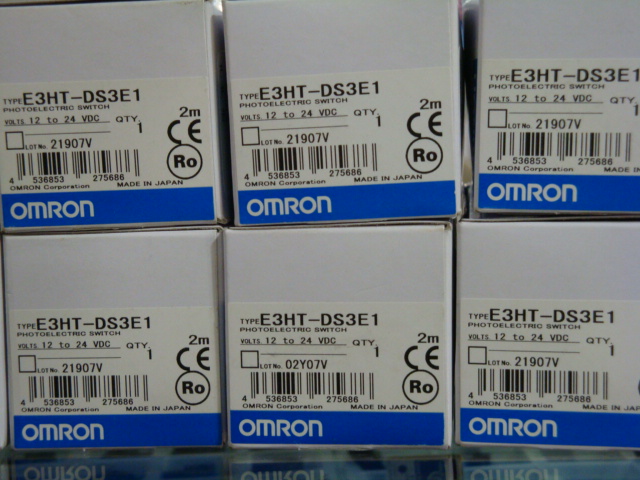 TYPE E3HT-DS3E1
PHOTOELECTRIC SWITCH
2m
VOLTS 12 to 24 VDC QTY.
1
LOT No. 21907V
CE
Ro
4 536853 275686
OMRON Corporation MADE IN JAPAN
OMRON
TYPE E3HT-DS3E1
PHOTOELECTRIC SWITCH
2m
VOLTS 12 to 24 VDC QTY.
1
LOT No. 21907V
CE
Ro
4 536853 275686
OMRON Corporation MADE IN JAPAN
OMRON
TYPE E3HT-DS3E1
PHOTOELECTRIC SWITCH
VOLTS 12 to 24 VDC QTY.
1
LOT No. 21907V
4 536853 275686
OMRON Corporation MADE IN JAPAN
OMRON
TYPE E3HT-DS3E1
PHOTOELECTRIC SWITCH
2m
VOLTS 12 to 24 VDC QTY.
1
LOT No. 21907V
CE
Ro
4 536853 275686
OMRON Corporation MADE IN JAPAN
OMRON
TYPE E3HT-DS3E1
PHOTOELECTRIC SWITCH
2m
VOLTS 12 to 24 VDC QTY.
1
LOT No. 02Y07V
CE
Ro
4 536853 275686
OMRON Corporation MADE IN JAPAN
OMRON
TYPE E3HT-DS3E1
PHOTOELECTRIC SWITCH
VOLTS 12 to 24 VDC QTY.
1
LOT No. 21907V
4 536853 275686
OMRON Corporation MADE IN JAPAN
OMRON